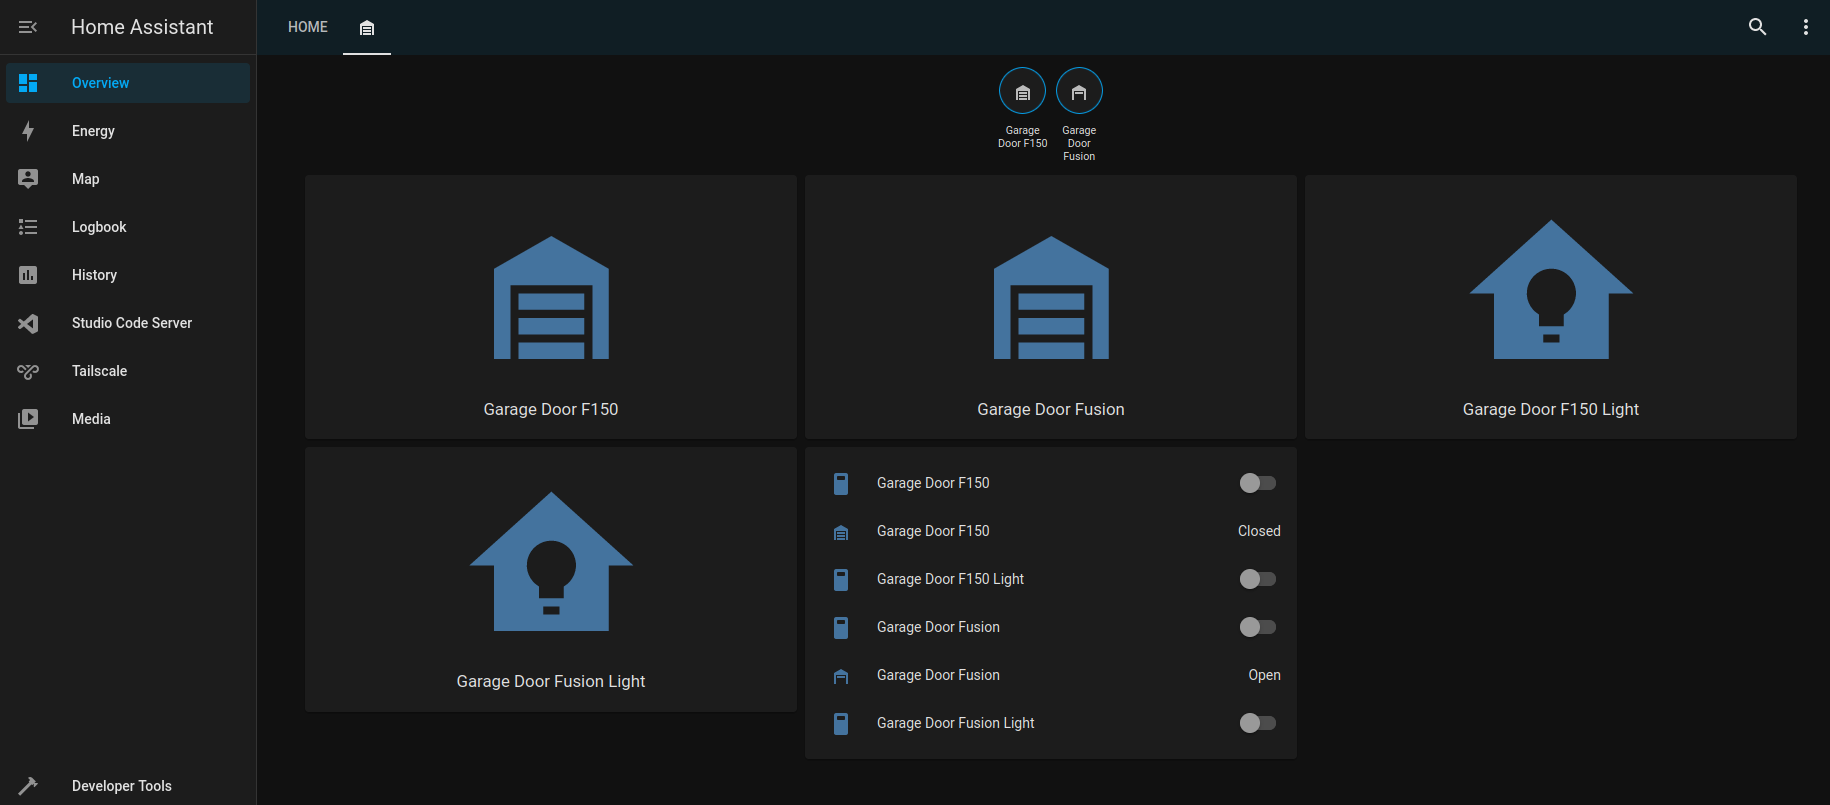 Home Assistant
HOME
Overview
Energy
Map
Logbook
History
Studio Code Server
Tailscale
Media
Developer Tools
Garage
Door F150
Garage
Door
Fusion
Garage Door F150
Garage Door Fusion
Garage Door F150 Light
Garage Door Fusion Light
Garage Door F150
Garage Door F150 Closed
Garage Door F150 Light
Garage Door Fusion
Garage Door Fusion Open
Garage Door Fusion Light